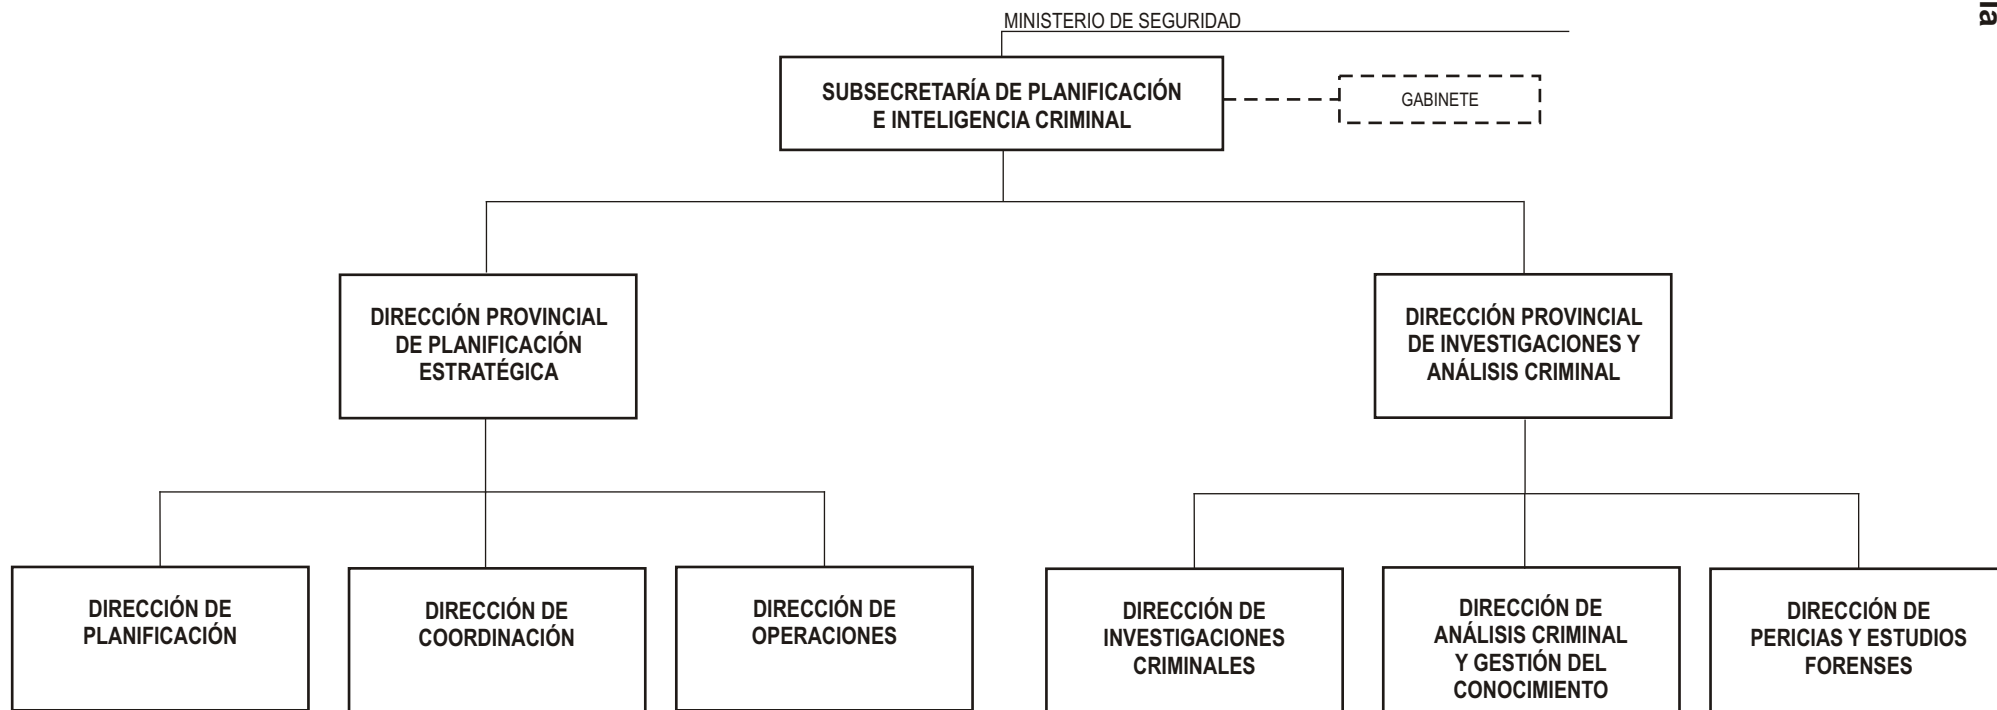 MINISTERIO DE SEGURIDAD
SUBSECRETARÍA DE PLANIFICACIÓN
E INTELIGENCIA CRIMINAL
GABINETE
DIRECCIÓN PROVINCIAL
DE PLANIFICACIÓN
ESTRATÉGICA
DIRECCIÓN PROVINCIAL
DE INVESTIGACIONES Y
ANÁLISIS CRIMINAL
DIRECCIÓN DE
PLANIFICACIÓN
DIRECCIÓN DE
COORDINACIÓN
DIRECCIÓN DE
OPERACIONES
DIRECCIÓN DE
INVESTIGACIONES
CRIMINALES
DIRECCIÓN DE
ANÁLISIS CRIMINAL
Y GESTIÓN DEL
CONOCIMIENTO
DIRECCIÓN DE
PERICIAS Y ESTUDIOS
FORENSES